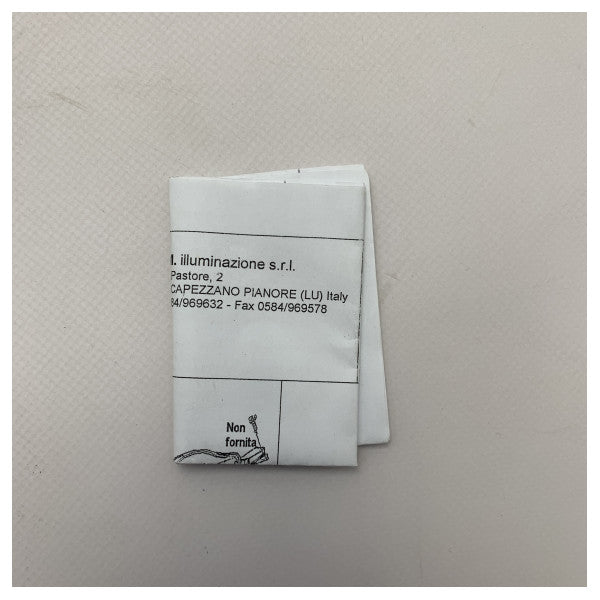 I. illuminazione s.r.l.
Pastore, 2
CAPEZZANO PIANORE (LU) Italy
84/969632 - Fax 0584/969578
Non
fornita